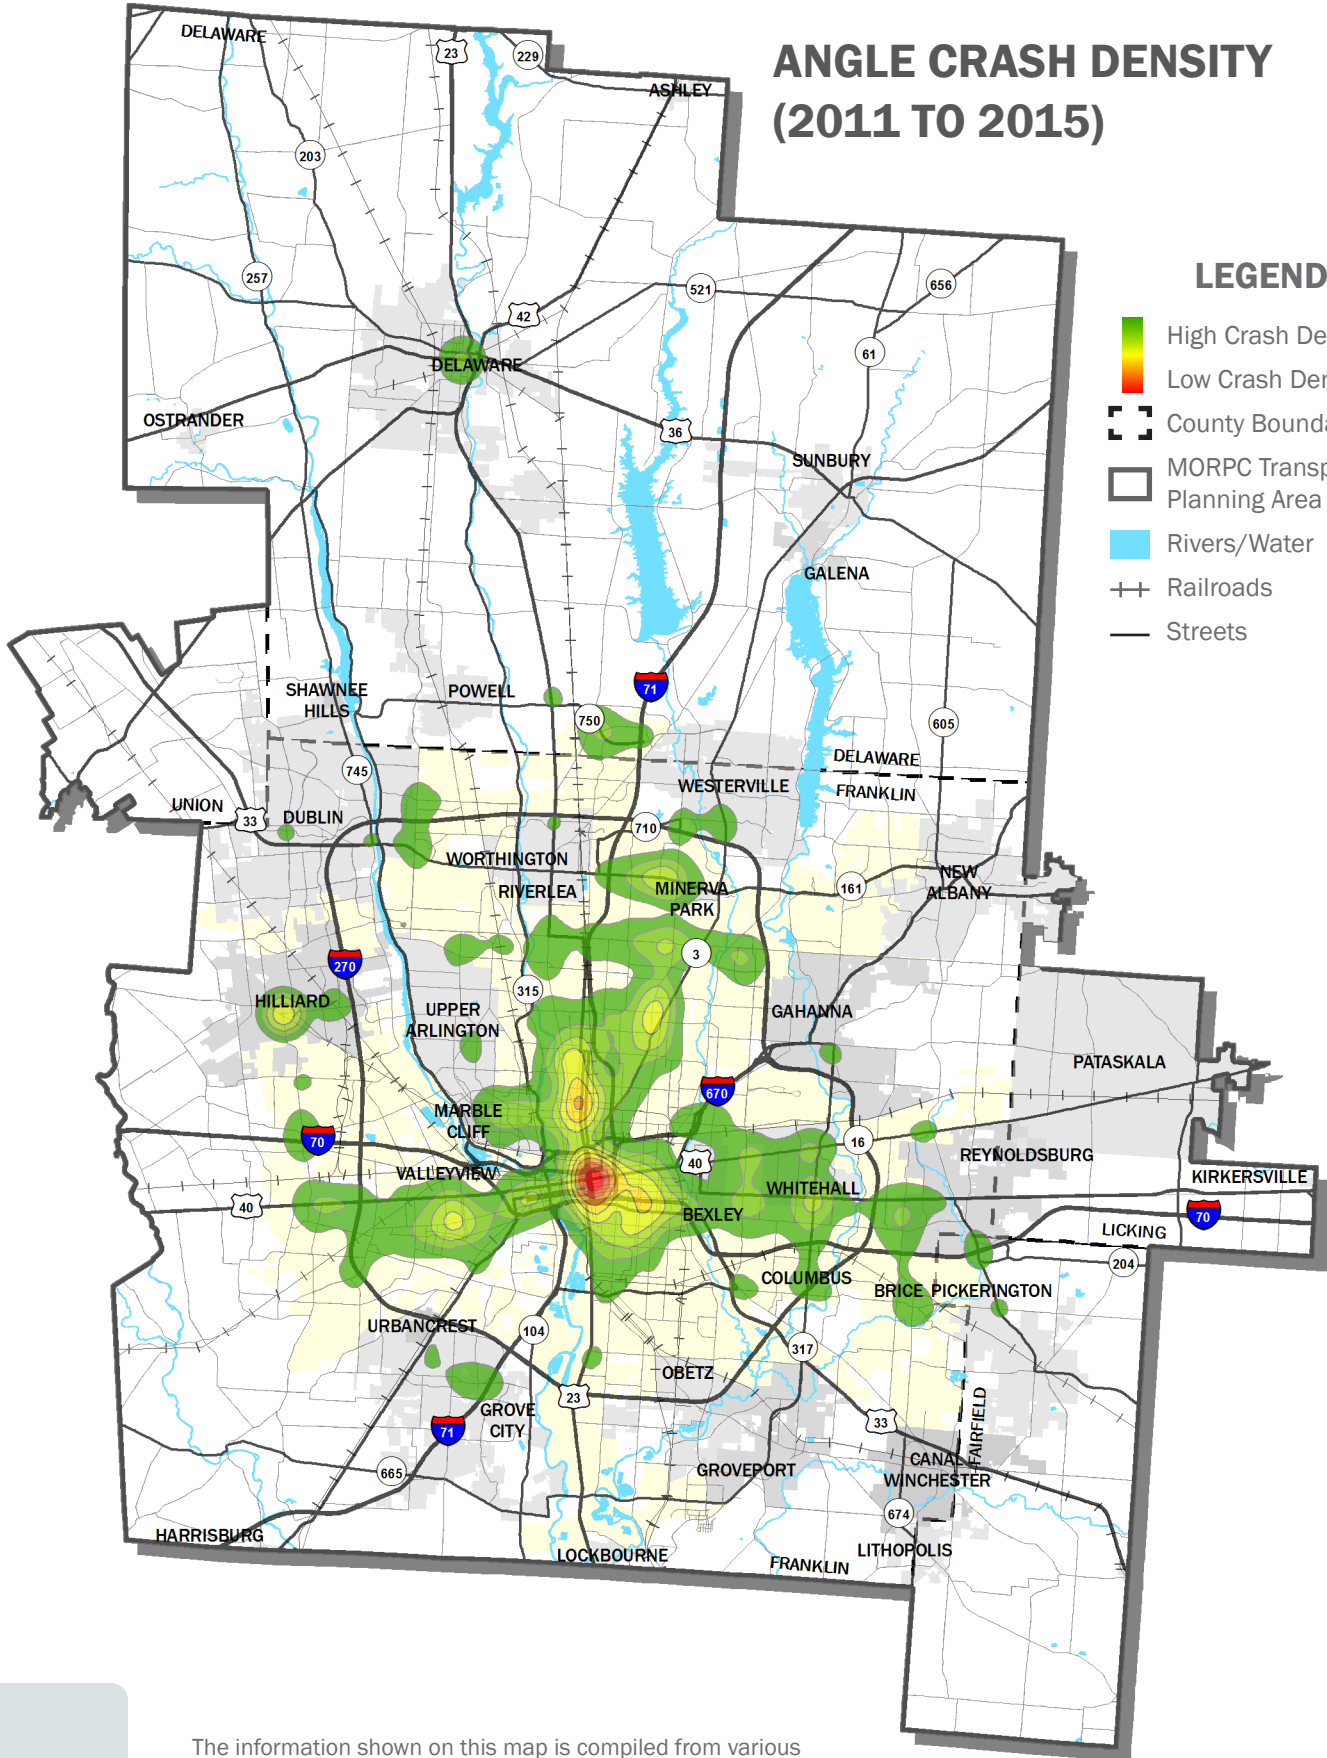 ANGLE CRASH DENSITY
(2011 TO 2015)
LEGEND
High Crash De
Low Crash Der
County Bounda
MORPC Transp
Planning Area
Rivers/Water
Railroads
Streets
DELAWARE
23
229
ASHLEY
203
257
521
656
42
61
DELAWARE
OSTRANDER
36
SUNBURY
GALENA
SHAWNEE
HILLS
POWELL
71
750
605
745
DELAWARE
WESTERVILLE
FRANKLIN
UNION
33
DUBLIN
710
WORTHINGTON
RIVERLEA
MINERVA
PARK
161
NEW
ALBANY
3
270
315
HILLIARD
UPPER
ARLINGTON
GAHANNA
PATASKALA
670
MARBLE
CLIFF
70
16
REYNOLDSBURG
40
VALLEYVIEW
WHITEHALL
KIRKERSVILLE
40
BEXLEY
70
LICKING
204
COLUMBUS
BRICE
PICKERINGTON
URBANCREST
104
317
OBETZ
23
GROVE
CITY
71
33
FAIRFIELD
665
GROVEPORT
CANAL
WINCHESTER
674
HARRISBURG
LOCKBOURNE
FRANKLIN
LITHOPOLIS
The information shown on this map is compiled from various